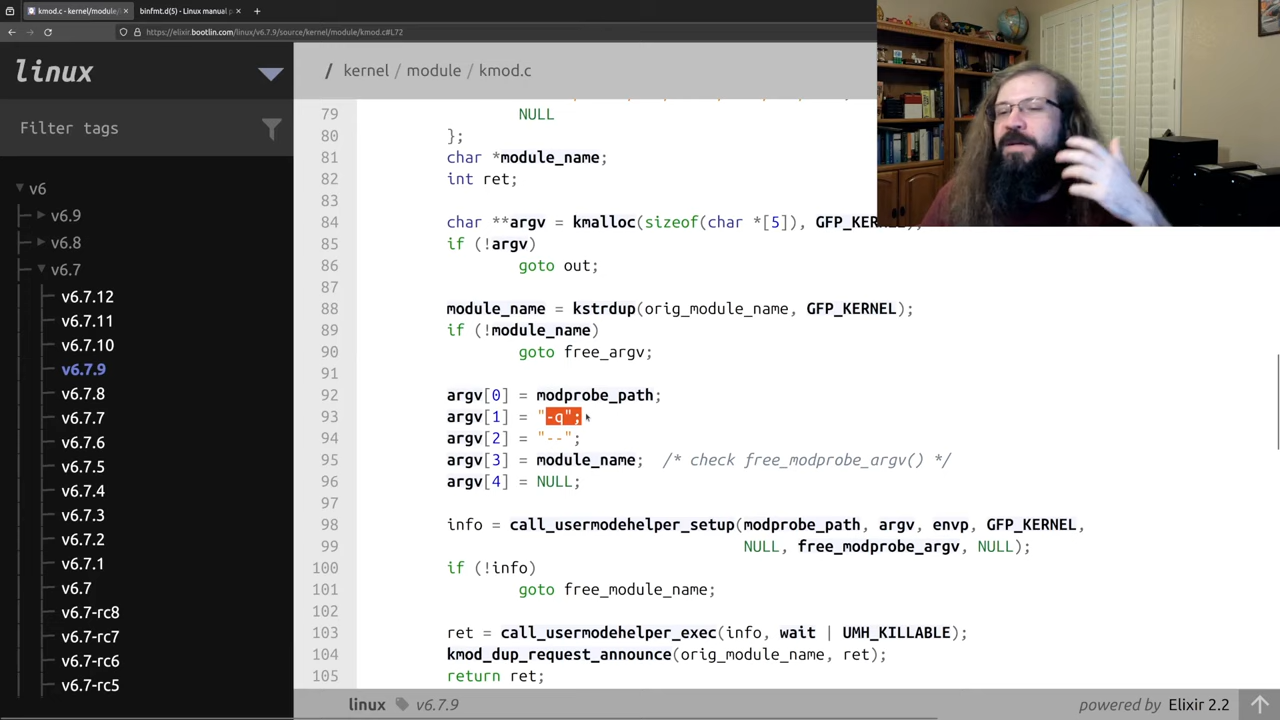 kmod.c - kernel/module/
binfmt.d(5) - Linux manual p
https://elixir.bootlin.com/linux/v6.7.9/source/kernel/module/kmod.c#L72
linux
/ kernel / module / kmod.c
Filter tags
v6
v6.9
v6.8
v6.7
v6.7.12
v6.7.11
v6.7.10
v6.7.9
v6.7.8
v6.7.7
v6.7.6
v6.7.5
v6.7.4
v6.7.3
v6.7.2
v6.7.1
v6.7
v6.7-rc8
v6.7-rc7
v6.7-rc6
v6.7-rc5
79 NULL
80 };
81 char *module_name;
82 int ret;
83
84 char **argv = kmalloc(sizeof(char *[5]), GFP_KERNEL);
85 if (!argv)
86 goto out;
87
88 module_name = kstrdup(orig_module_name, GFP_KERNEL);
89 if (!module_name)
90 goto free_argv;
91
92 argv[0] = modprobe_path;
93 argv[1] = "-q";
94 argv[2] = "--";
95 argv[3] = module_name; /* check free_modprobe_argv() */
96 argv[4] = NULL;
97
98 info = call_usermodehelper_setup(modprobe_path, argv, envp, GFP_KERNEL,
99 NULL, free_modprobe_argv, NULL);
100 if (!info)
101 goto free_module_name;
102
103 ret = call_usermodehelper_exec(info, wait | UMH_KILLABLE);
104 kmod_dup_request_announce(orig_module_name, ret);
105 return ret;
linux v6.7.9
powered by Elixir 2.2